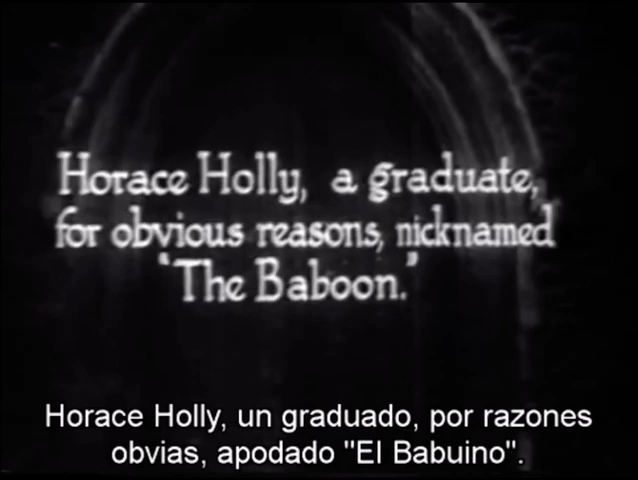 Horace Holly, a graduate,
for obvious reasons, nicknamed
"The Baboon."
Horace Holly, un graduado, por razones
obvias, apodado "El Babuino".